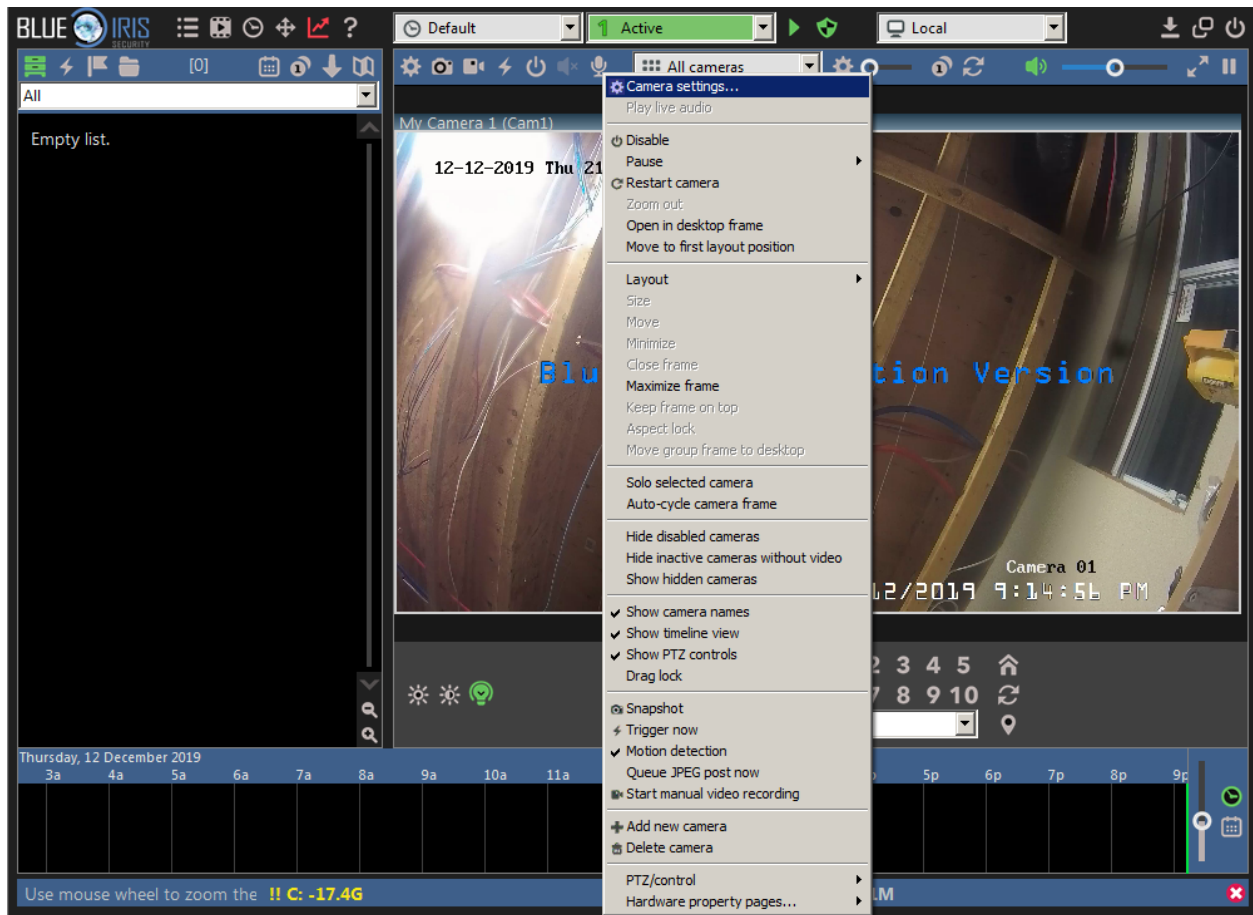 BLUE IRIS
SECURITY
?
Default
1 Active
Local
[0]
All cameras
All
Empty list.
My Camera 1 (Cam1)
12-12-2019 Thu 21
Camera settings...
Play live audio
Disable
Pause
Restart camera
Zoom out
Open in desktop frame
Move to first layout position
Layout
Size
Move
Minimize
Close frame
Maximize frame
Keep frame on top
Aspect lock
Move group frame to desktop
Solo selected camera
Auto-cycle camera frame
Hide disabled cameras
Hide inactive cameras without video
Show hidden cameras
Show camera names
Show timeline view
Show PTZ controls
Drag lock
Snapshot
Trigger now
Motion detection
Queue JPEG post now
Start manual video recording
Add new camera
Delete camera
PTZ/control
Hardware property pages...
Blu tion Version
Camera 01
12/2019 9:14:56 PM
2 3 4 5
7 8 9 10
Thursday, 12 December 2019
3a 4a 5a 6a 7a 8a 9a 10a 11a 5p 6p 7p 8p 9p
Use mouse wheel to zoom the !! C: -17.4G
1M